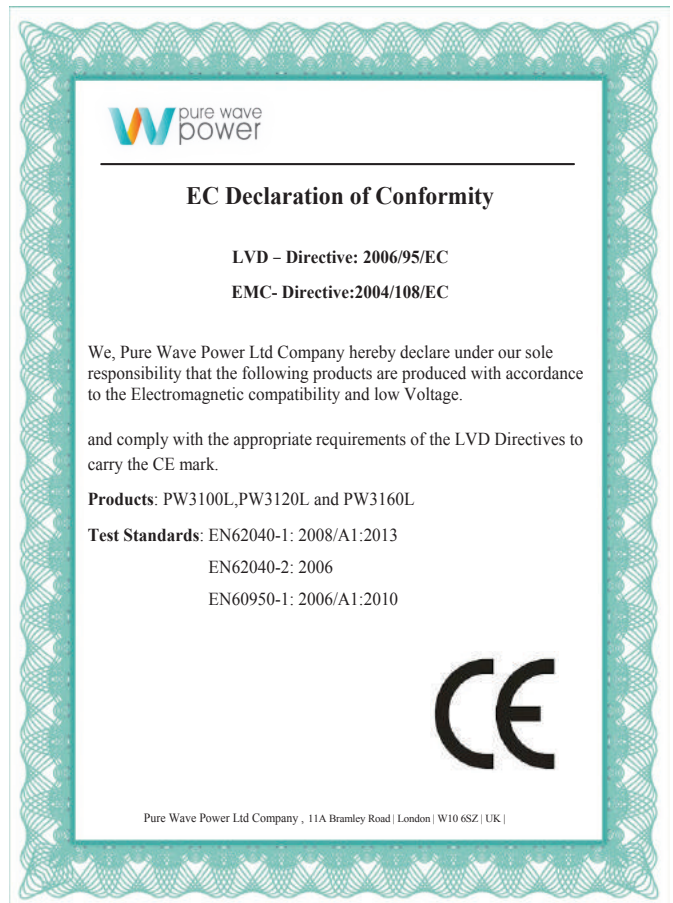 pure wave
power
EC Declaration of Conformity
LVD – Directive: 2006/95/EC
EMC- Directive:2004/108/EC
We, Pure Wave Power Ltd Company hereby declare under our sole
responsibility that the following products are produced with accordance
to the Electromagnetic compatibility and low Voltage.
and comply with the appropriate requirements of the LVD Directives to
carry the CE mark.
Products: PW3100L,PW3120L and PW3160L
Test Standards: EN62040-1: 2008/A1:2013
EN62040-2: 2006
EN60950-1: 2006/A1:2010
CE
Pure Wave Power Ltd Company , 11A Bramley Road | London | W10 6SZ | UK |